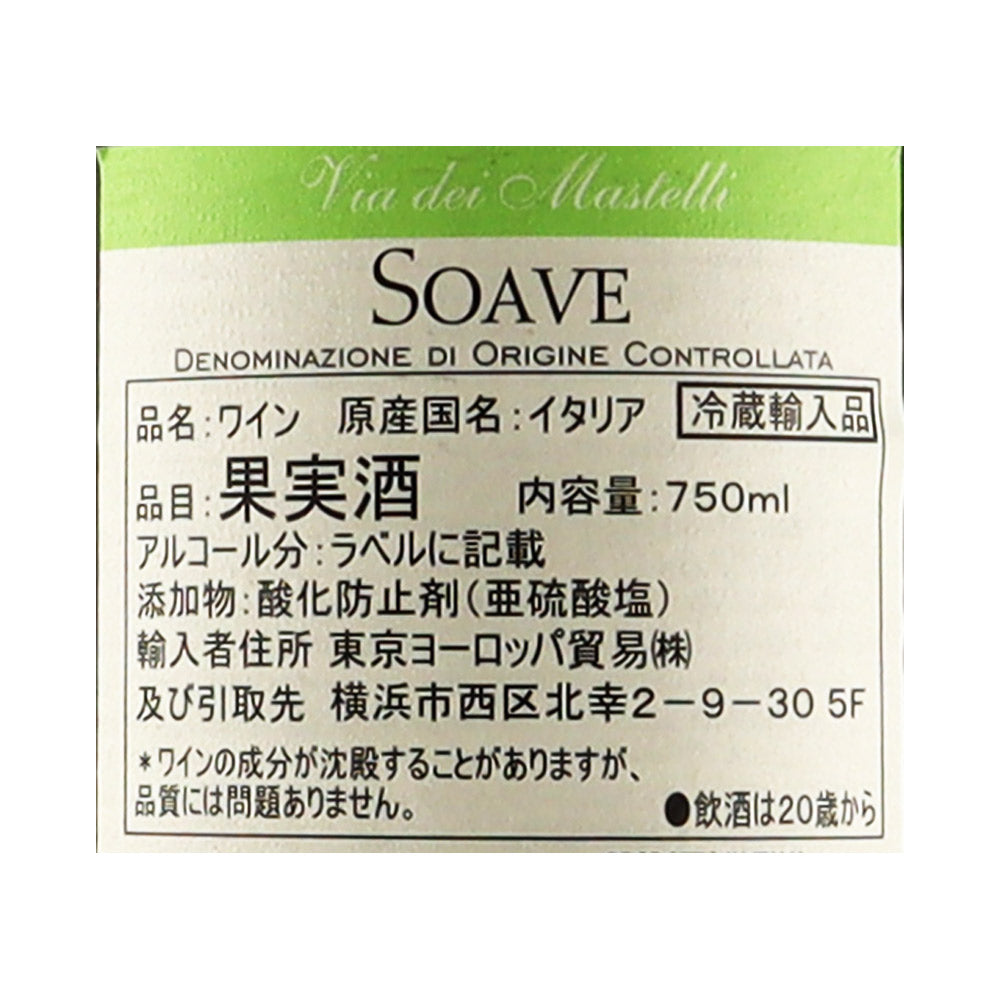 Via dei Mastelli
SOAVE
DENOMINAZIONE DI ORIGINE CONTROLLATA
品名:ワイン 原産国名:イタリア 冷蔵輸入品
品目:果実酒 内容量:750ml
アルコール分:ラベルに記載
添加物:酸化防止剤(亜硫酸塩)
輸入者住所 東京ヨーロッパ貿易㈱
及び引取先 横浜市西区北幸2-9-30 5F
*ワインの成分が沈殿することがありますが、
品質には問題ありません。 ●飲酒は20歳から